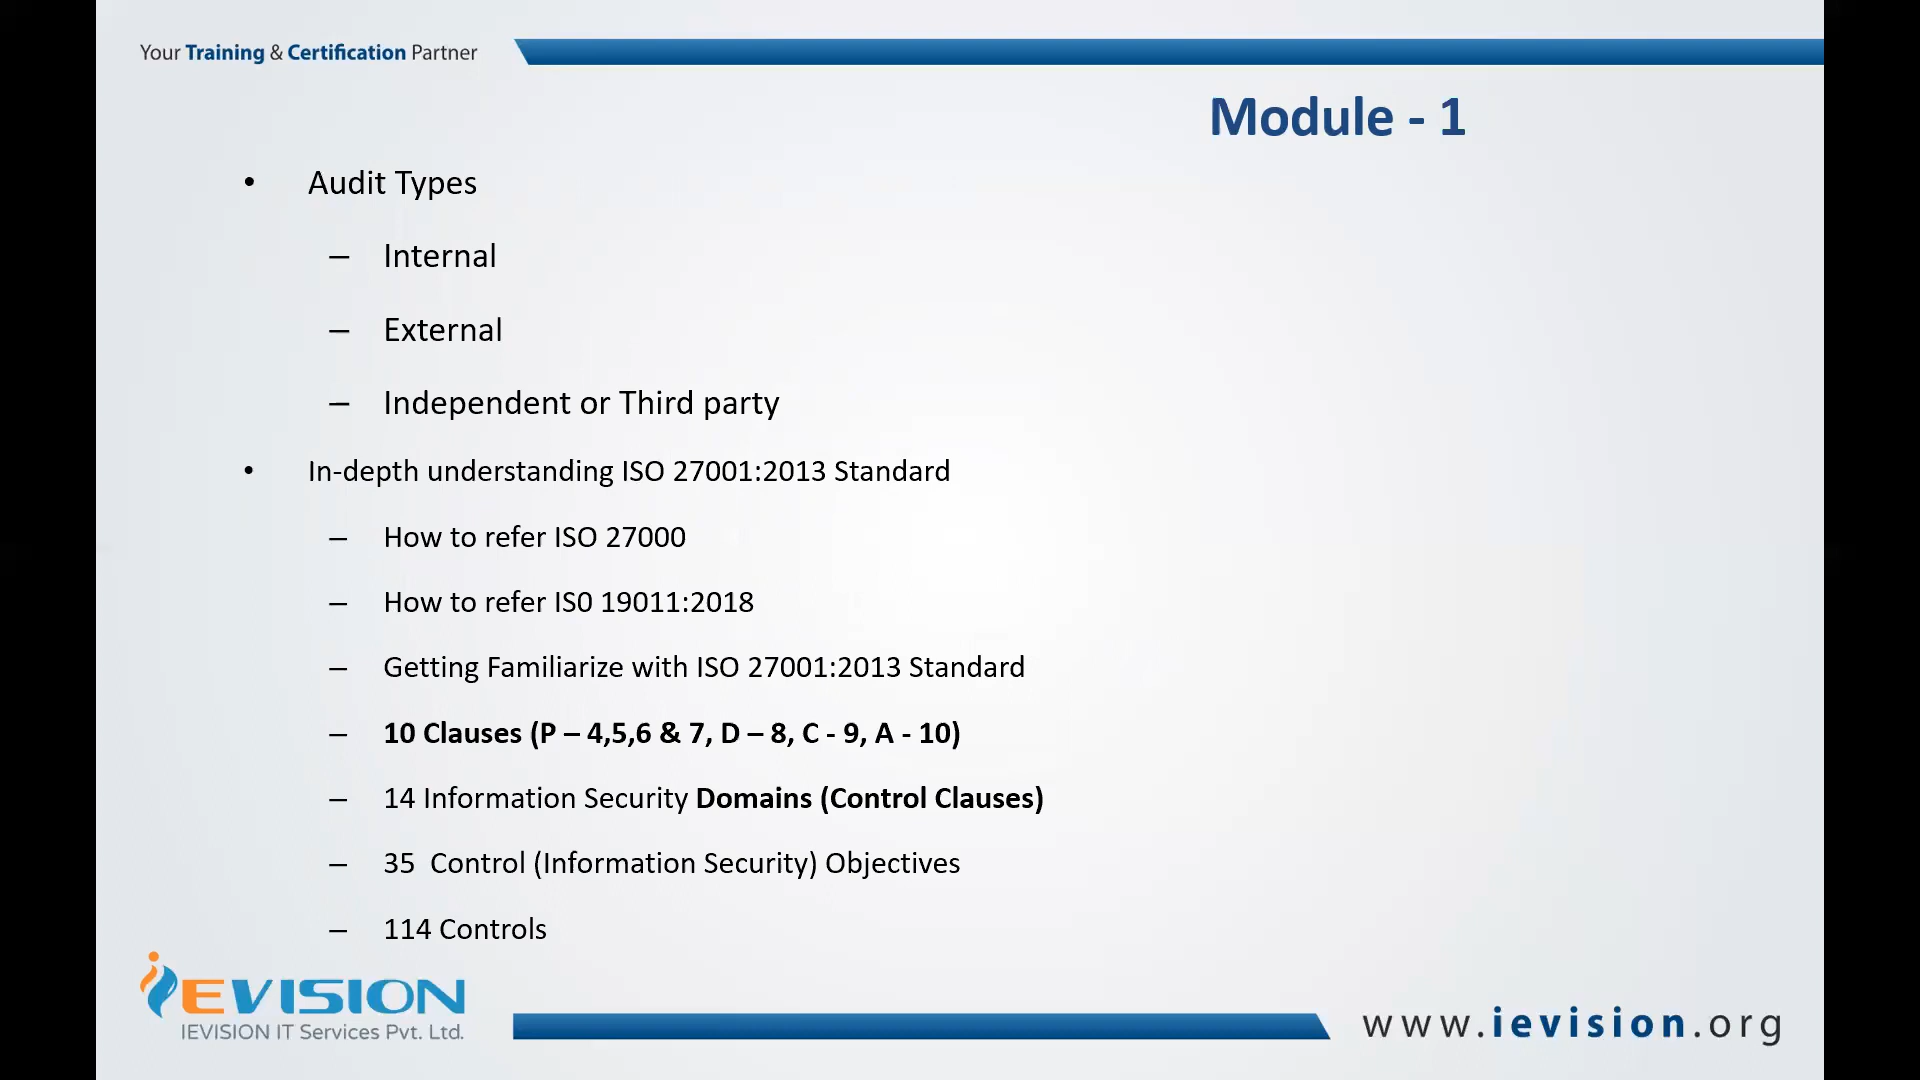 Your Training & Certification Partner
Module - 1
• Audit Types
– Internal
– External
– Independent or Third party
• In-depth understanding ISO 27001:2013 Standard
– How to refer ISO 27000
– How to refer IS0 19011:2018
– Getting Familiarize with ISO 27001:2013 Standard
– 10 Clauses (P – 4,5,6 & 7, D – 8, C - 9, A - 10)
– 14 Information Security Domains (Control Clauses)
– 35 Control (Information Security) Objectives
– 114 Controls
iEVISION
IEVISION IT Services Pvt. Ltd.
www.ievision.org